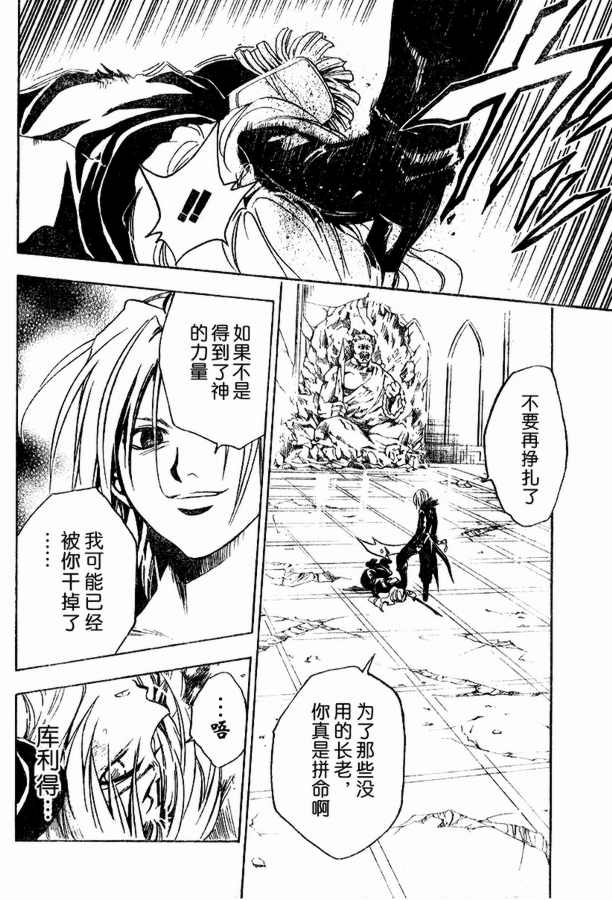 !!
不要再挣扎了
为了那些没
用的长老，
你真是拼命啊
如果不是
得到了神
的力量
我可能已经
被你干掉了
……
…唔
库利得…